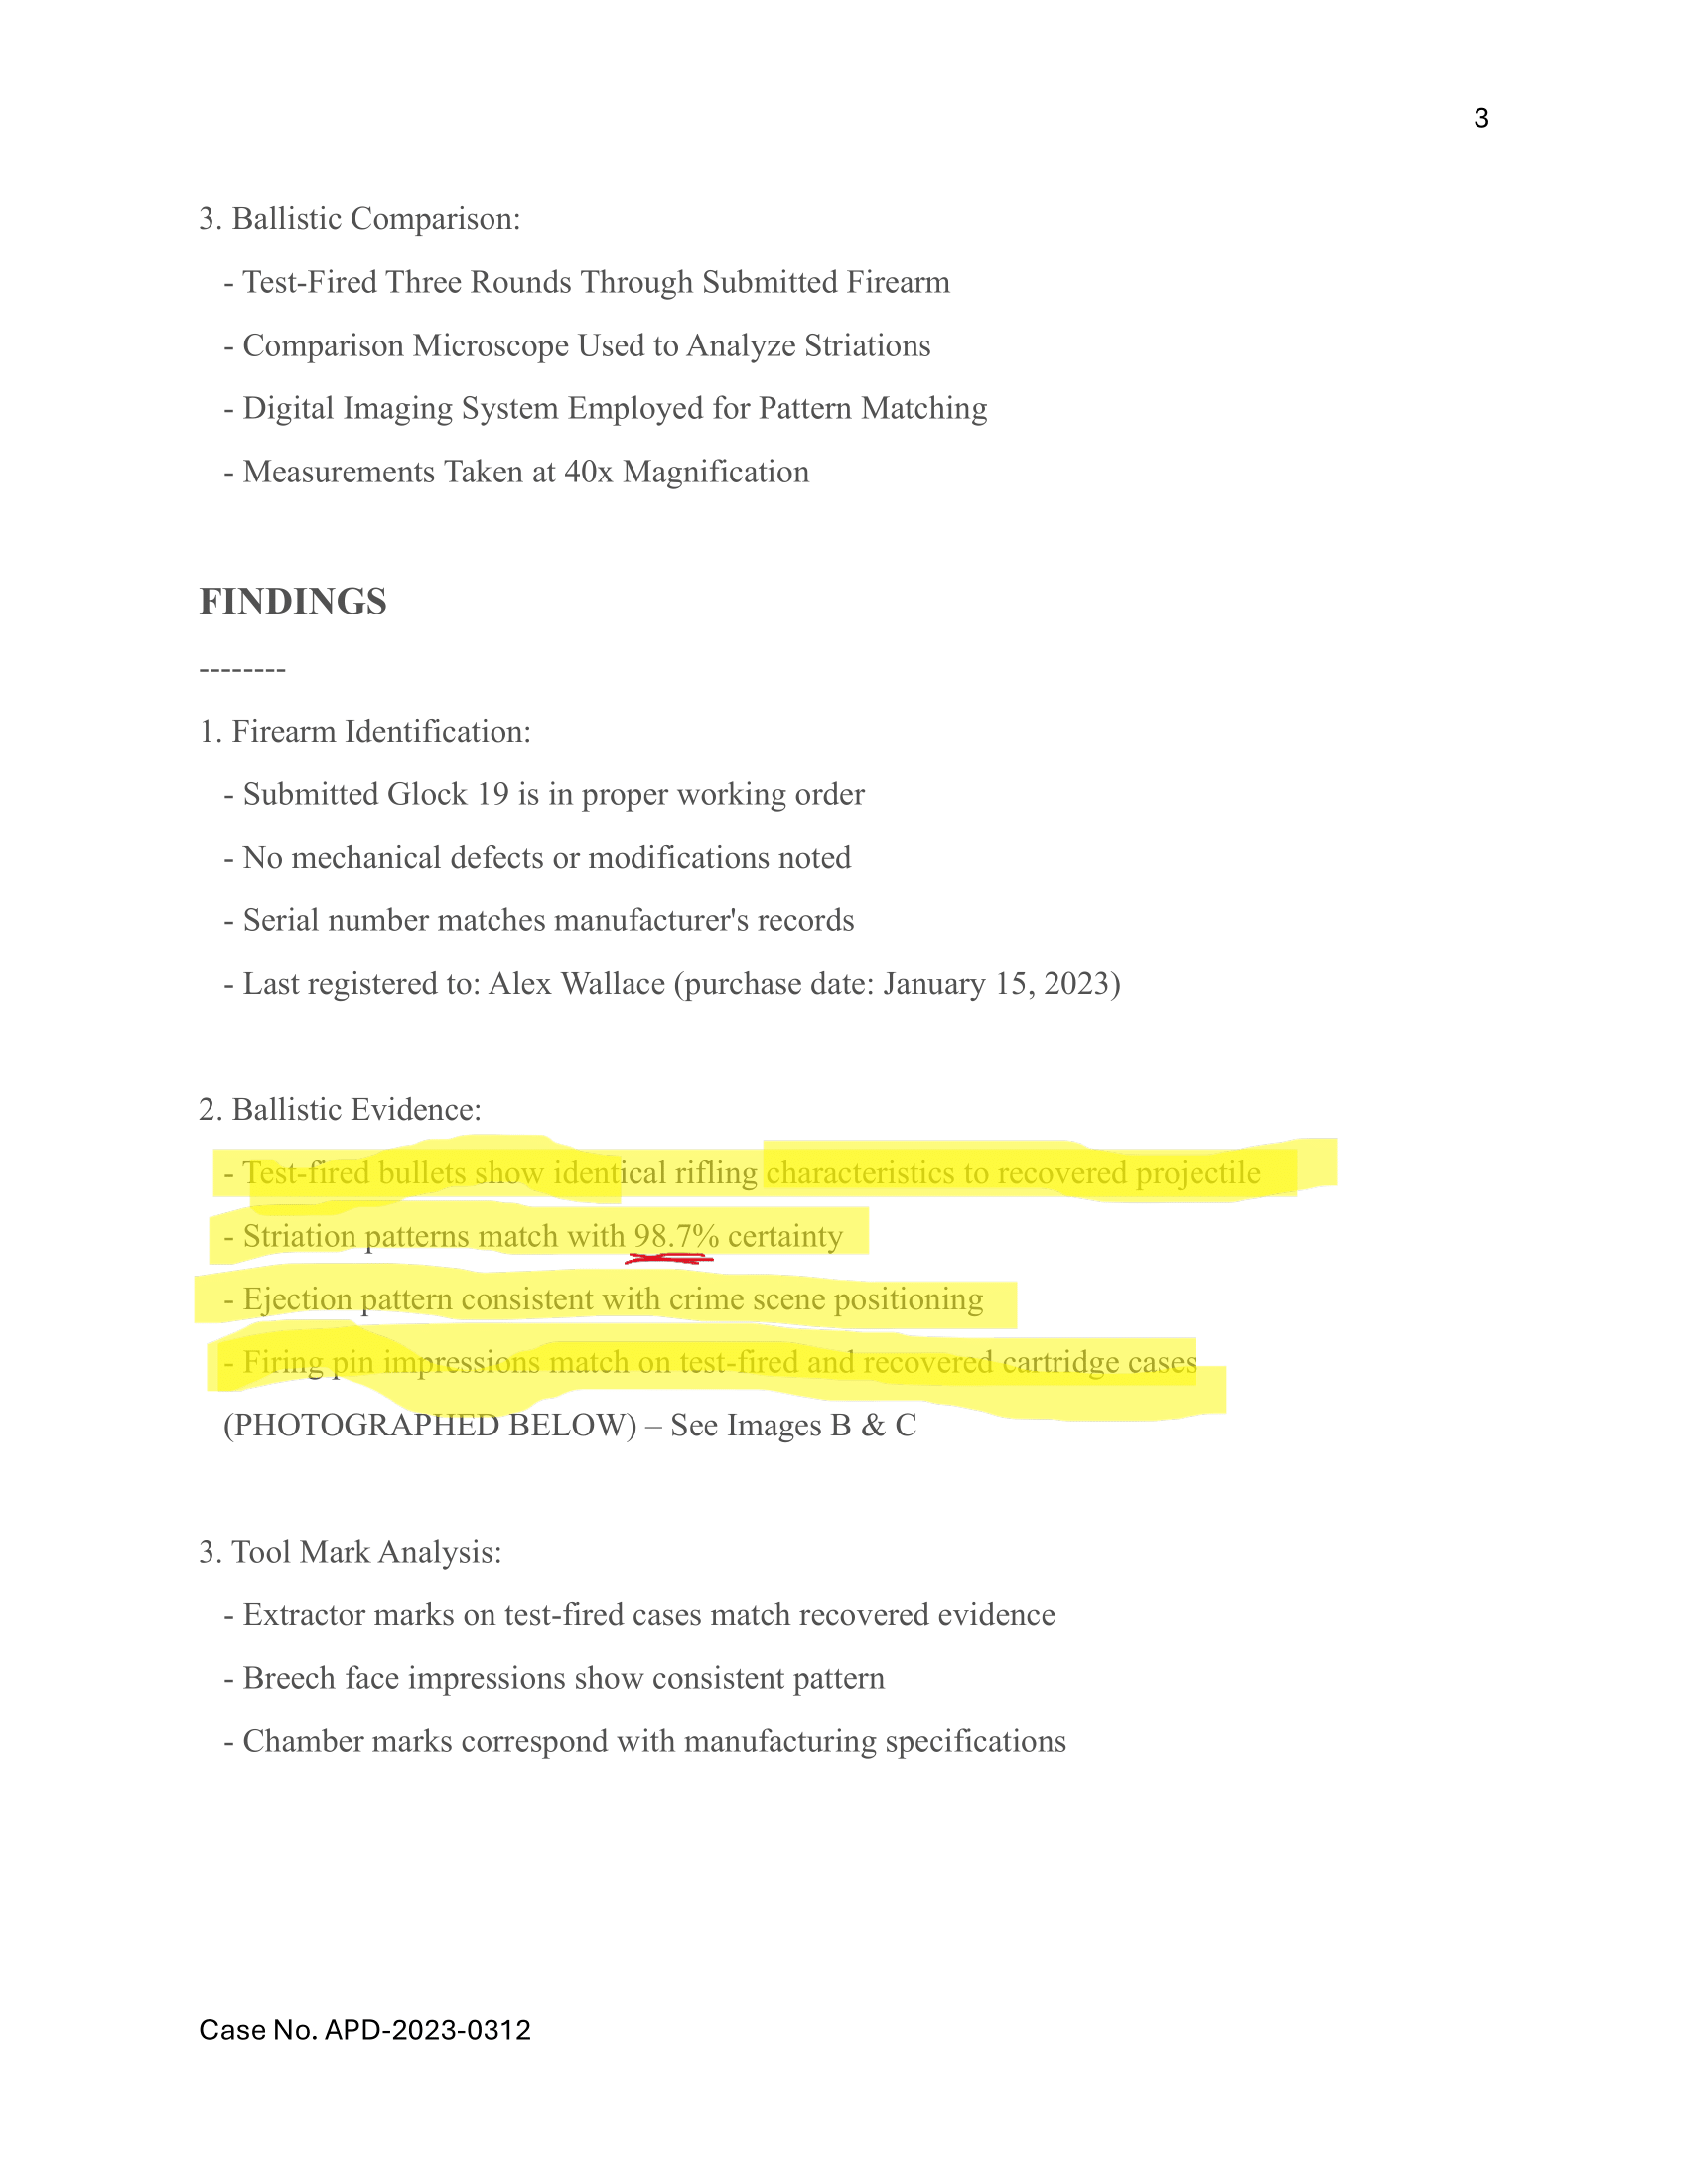 3
3. Ballistic Comparison:
- Test-Fired Three Rounds Through Submitted Firearm
- Comparison Microscope Used to Analyze Striations
- Digital Imaging System Employed for Pattern Matching
- Measurements Taken at 40x Magnification
FINDINGS
--------
1. Firearm Identification:
- Submitted Glock 19 is in proper working order
- No mechanical defects or modifications noted
- Serial number matches manufacturer's records
- Last registered to: Alex Wallace (purchase date: January 15, 2023)
2. Ballistic Evidence:
- Test-fired bullets show identical rifling characteristics to recovered projectile
- Striation patterns match with 98.7% certainty
- Ejection pattern consistent with crime scene positioning
- Firing pin impressions match on test-fired and recovered cartridge cases
(PHOTOGRAPHED BELOW) – See Images B & C
3. Tool Mark Analysis:
- Extractor marks on test-fired cases match recovered evidence
- Breech face impressions show consistent pattern
- Chamber marks correspond with manufacturing specifications
Case No. APD-2023-0312